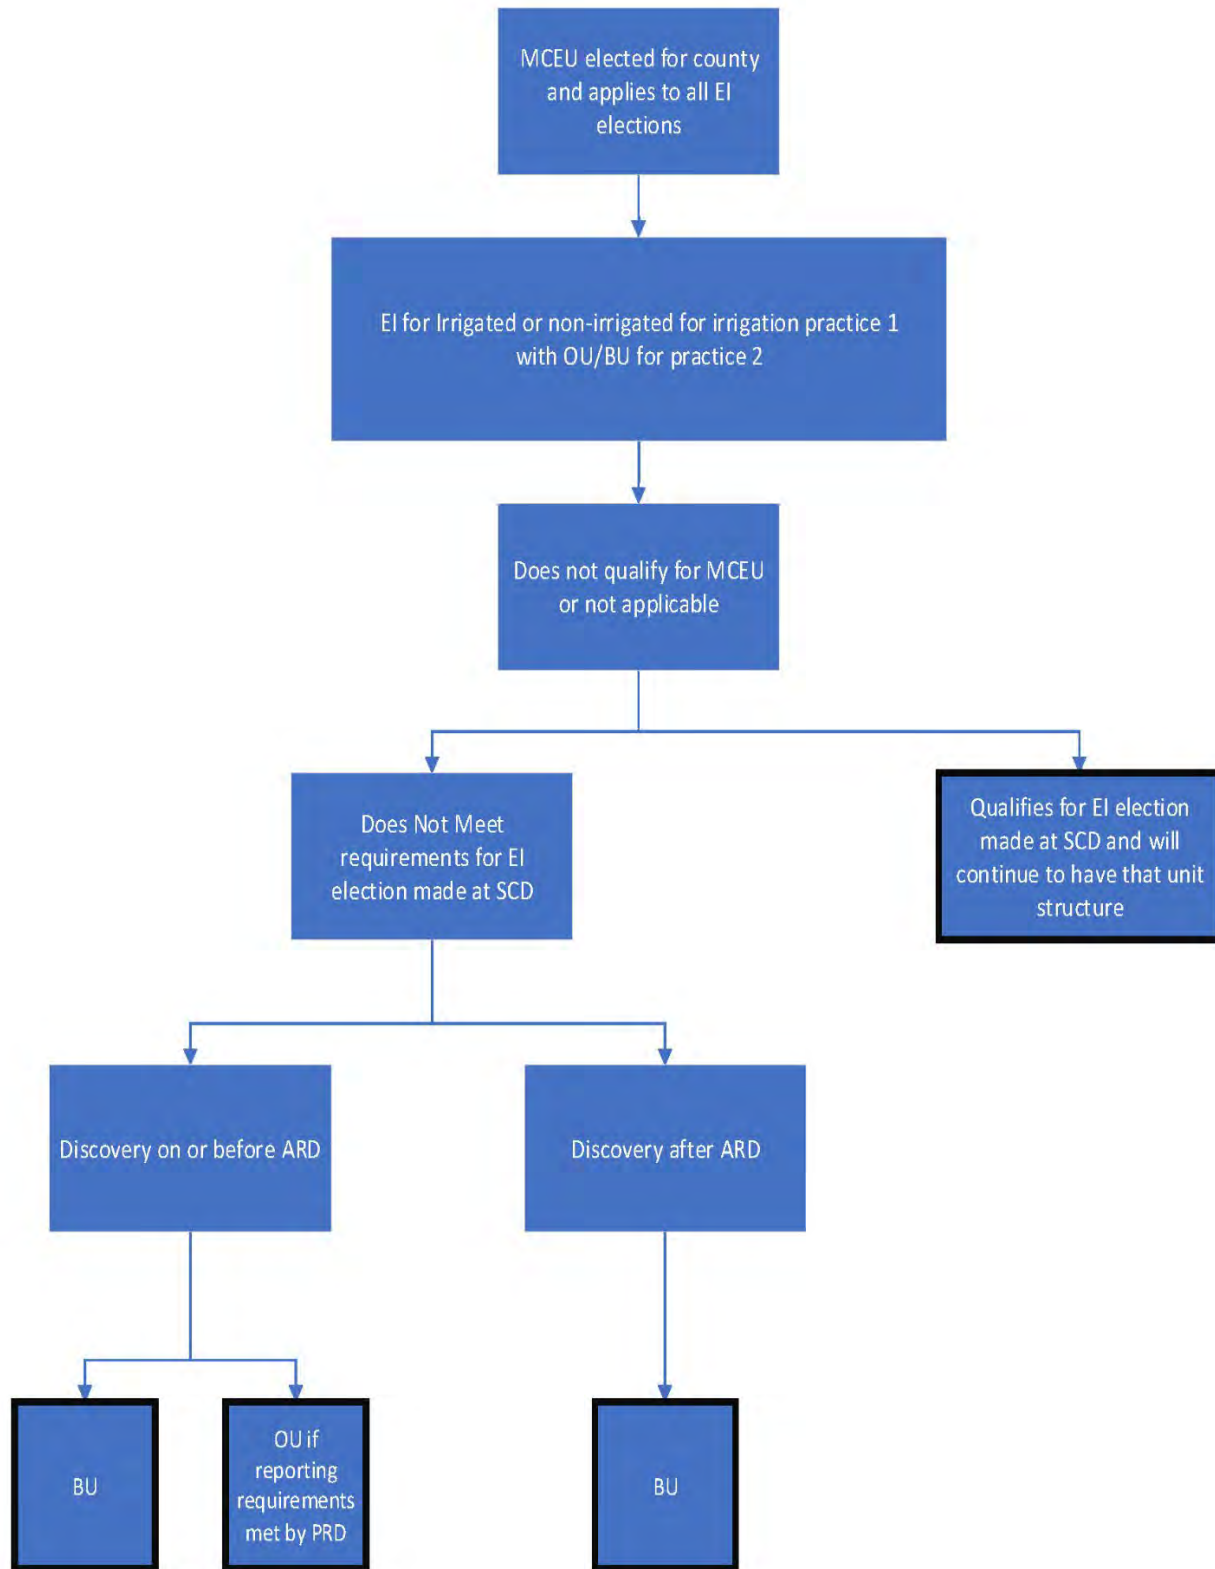 MCEU elected for county
and applies to all EI
elections
EI for Irrigated or non-irrigated for irrigation practice 1
with OU/BU for practice 2
Does not qualify for MCEU
or not applicable
Does Not Meet
requirements for EI
election made at SCD
Qualifies for EI election
made at SCD and will
continue to have that unit
structure
Discovery on or before ARD
Discovery after ARD
BU
OU if
reporting
requirements
met by PRD
BU